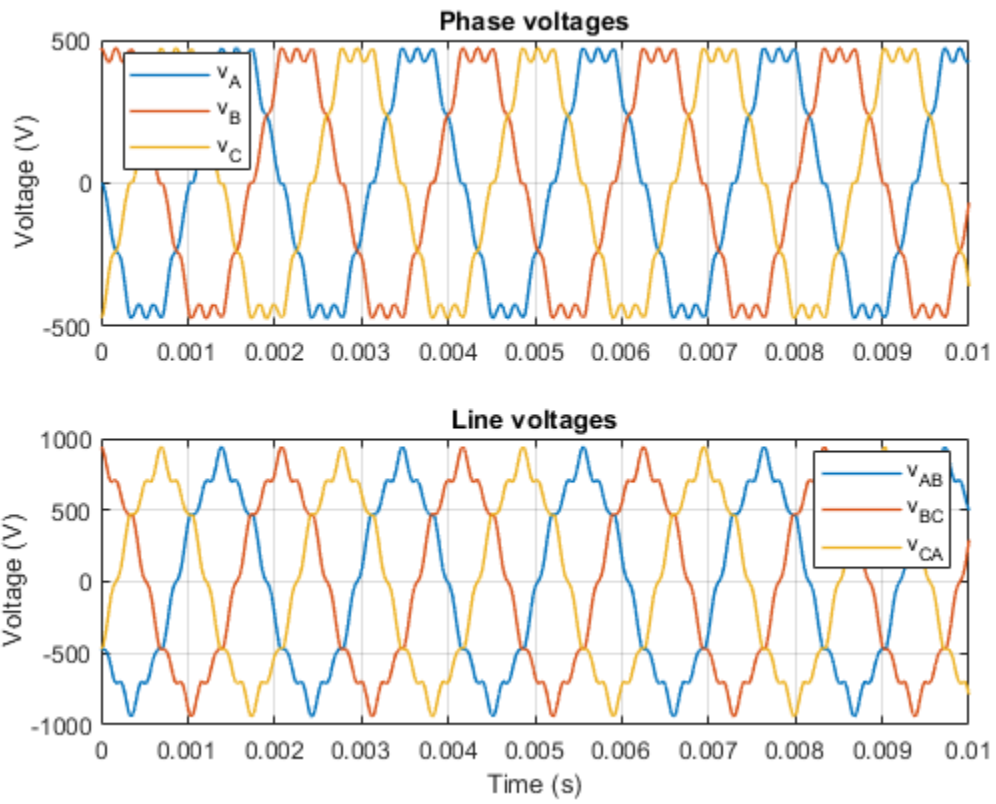 Phase voltages
Voltage (V)
500
0
-500
v_A
v_B
v_C
0 0.001 0.002 0.003 0.004 0.005 0.006 0.007 0.008 0.009 0.01
Line voltages
Voltage (V)
1000
500
0
-500
-1000
v_AB
v_BC
v_CA
0 0.001 0.002 0.003 0.004 0.005 0.006 0.007 0.008 0.009 0.01
Time (s)